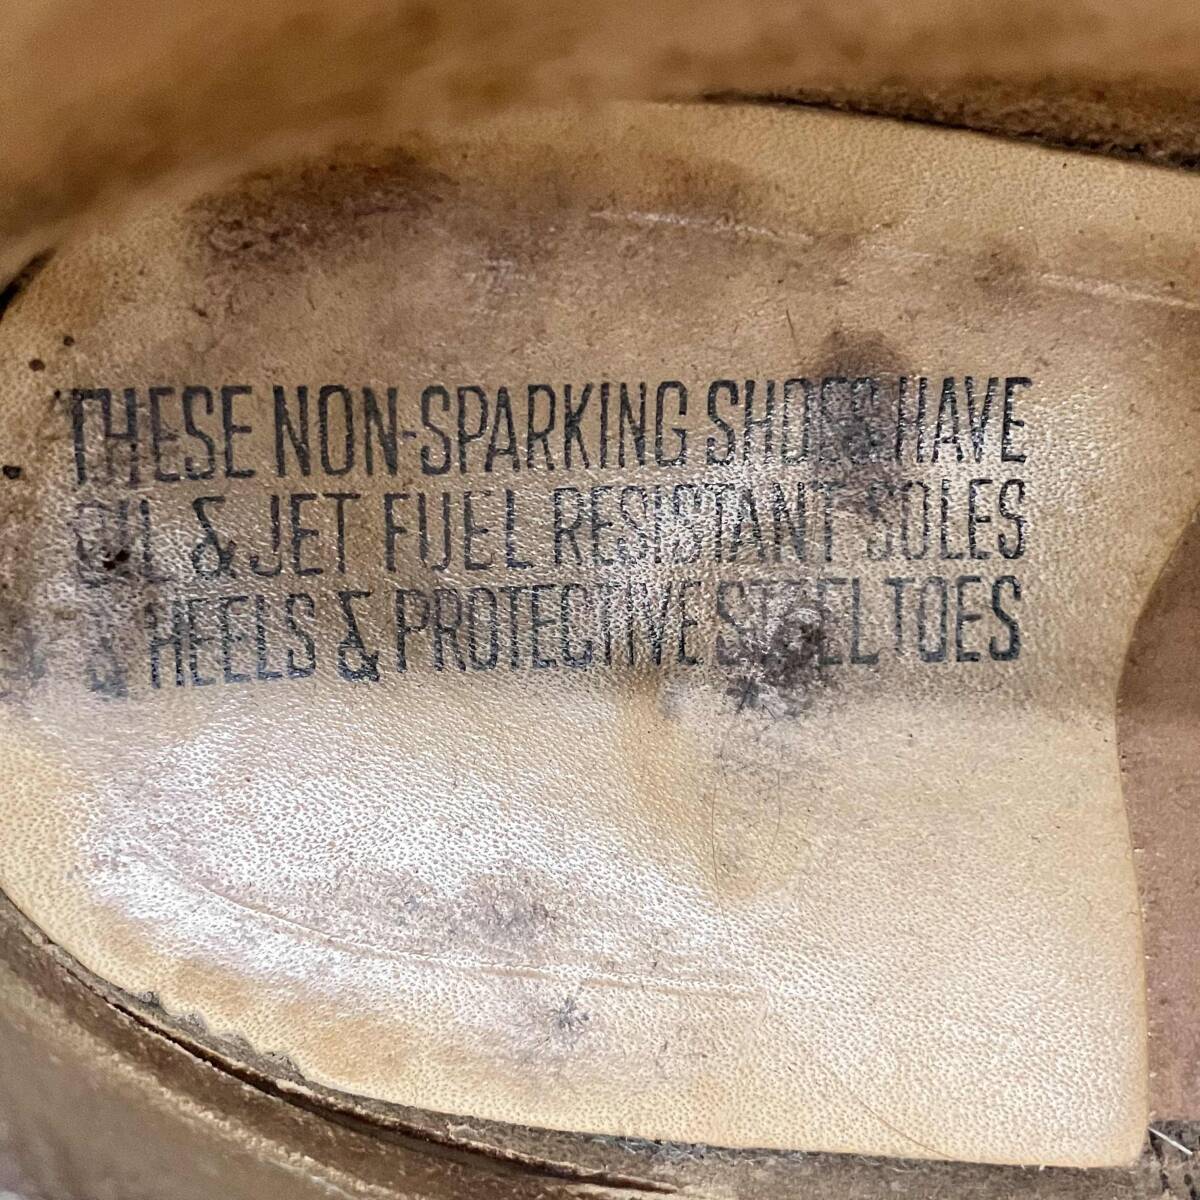 THESE NON-SPARKING SHOES HAVE
OIL & JET FUEL RESISTANT SOLES
& HEELS & PROTECTIVE STEEL TOES